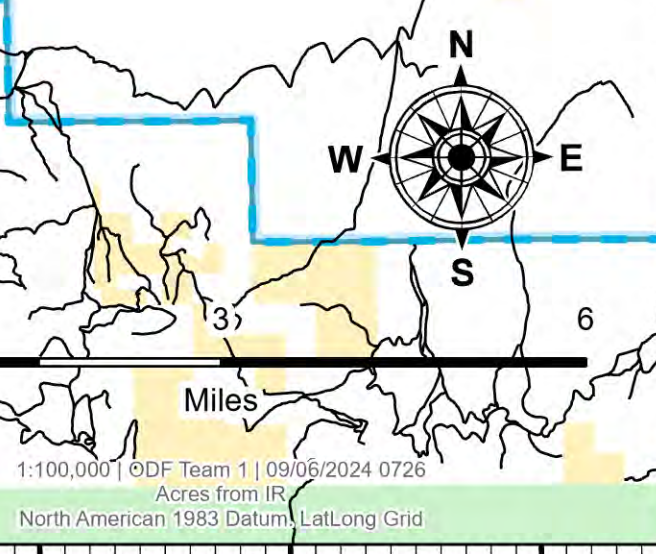 N
W E
S
3 6
Miles
1:100,000 | ODF Team 1 | 09/06/2024 0726
Acres from IR
North American 1983 Datum, LatLong Grid